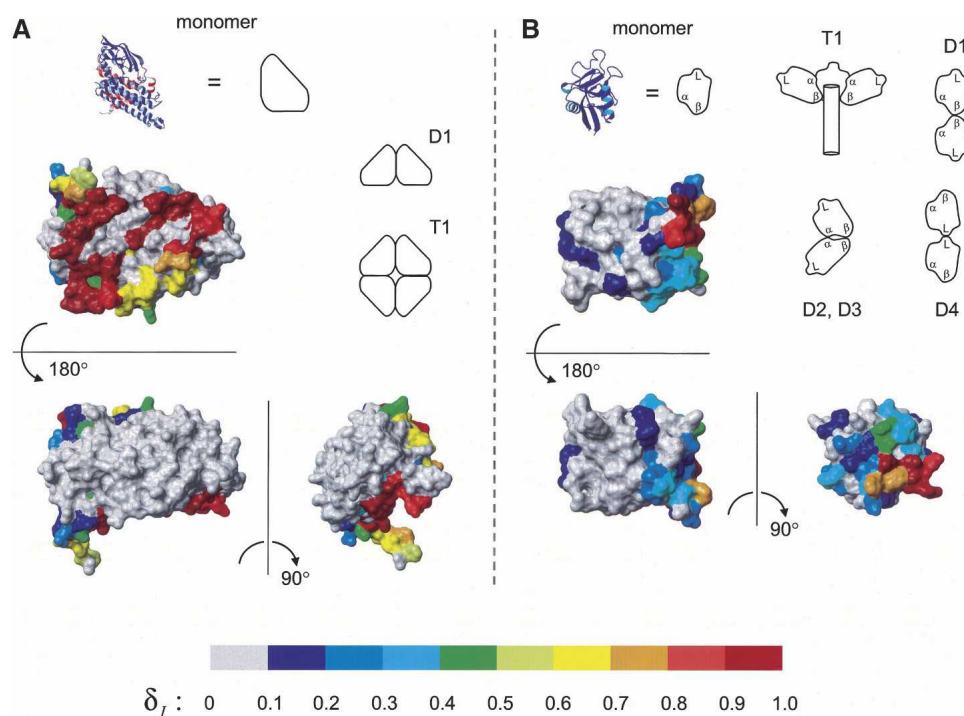 A
monomer
=
D1
T1
180°
90°
B
monomer
=
L
α
β
T1
L
α
β
α
β
L
D1
L
α
β
β
α
L
L
α
β
L
D2, D3
β
α
L
L
α
β
D4
180°
90°
δI : 0 0.1 0.2 0.3 0.4 0.5 0.6 0.7 0.8 0.9 1.0